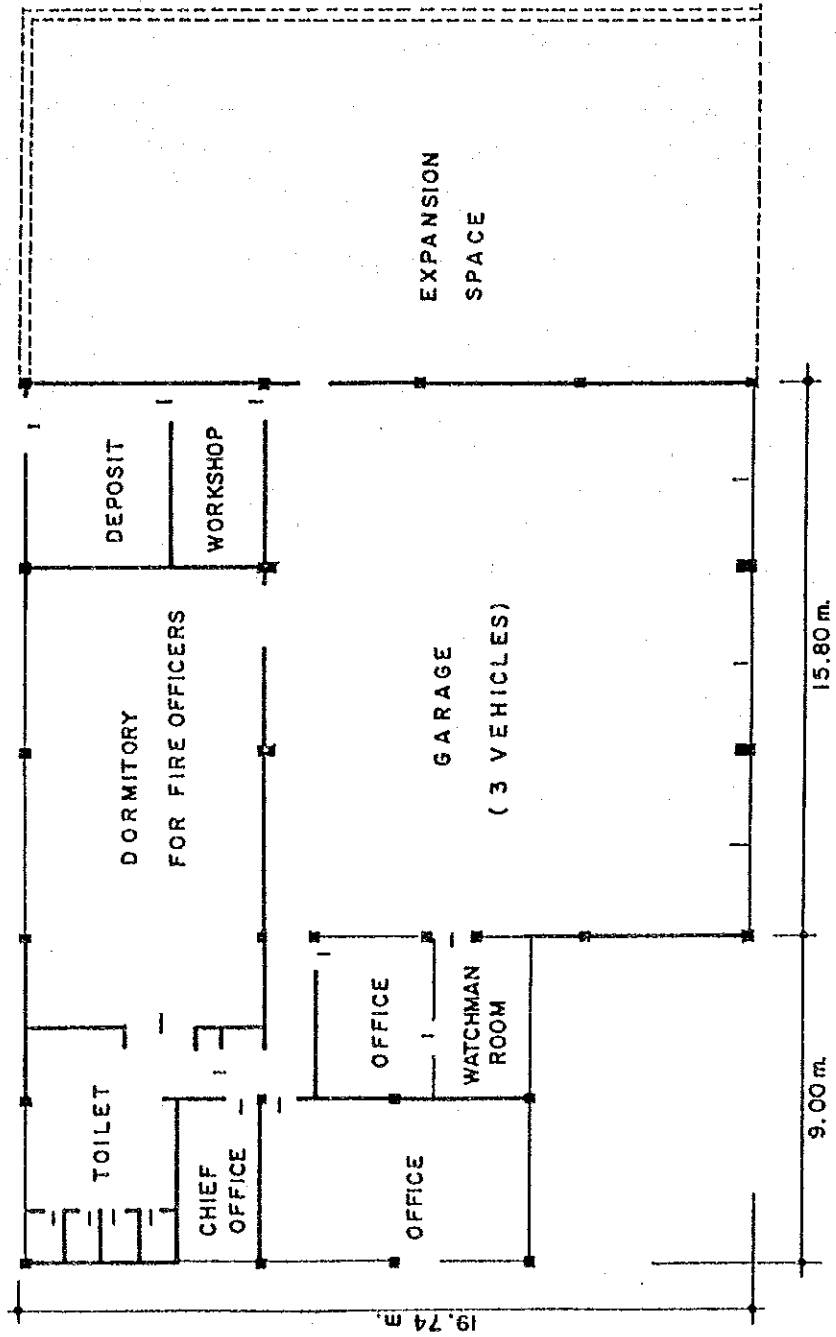 TOILET
DORMITORY
FOR FIRE OFFICERS
DEPOSIT
WORKSHOP
CHIEF
OFFICE
OFFICE
OFFICE
WATCHMAN
ROOM
GARAGE
( 3 VEHICLES)
EXPANSION
SPACE
19.74 m.
9.00 m.
15.80 m.